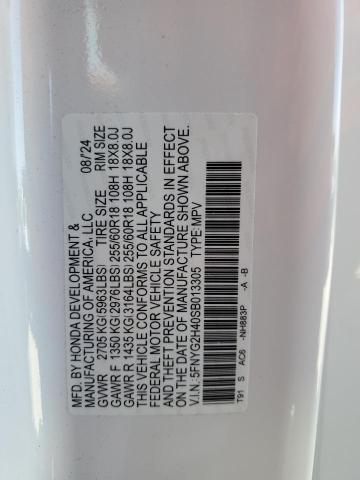 MFD. BY HONDA DEVELOPMENT &
MANUFACTURING OF AMERICA, LLC 08/'24
GVWR 2705 KG(5963LBS) TIRE SIZE RIM SIZE
GAWR F 1350 KG(2976LBS) 255/60R18 108H 18X8.0J
GAWR R 1435 KG(3164LBS) 255/60R18 108H 18X8.0J
THIS VEHICLE CONFORMS TO ALL APPLICABLE
FEDERAL MOTOR VEHICLE SAFETY
AND THEFT PREVENTION STANDARDS IN EFFECT
ON THE DATE OF MANUFACTURE SHOWN ABOVE.
V.I.N.: 5FNYG2H40SB013305 TYPE:MPV
T91 S AC6 -NH883P -A -B